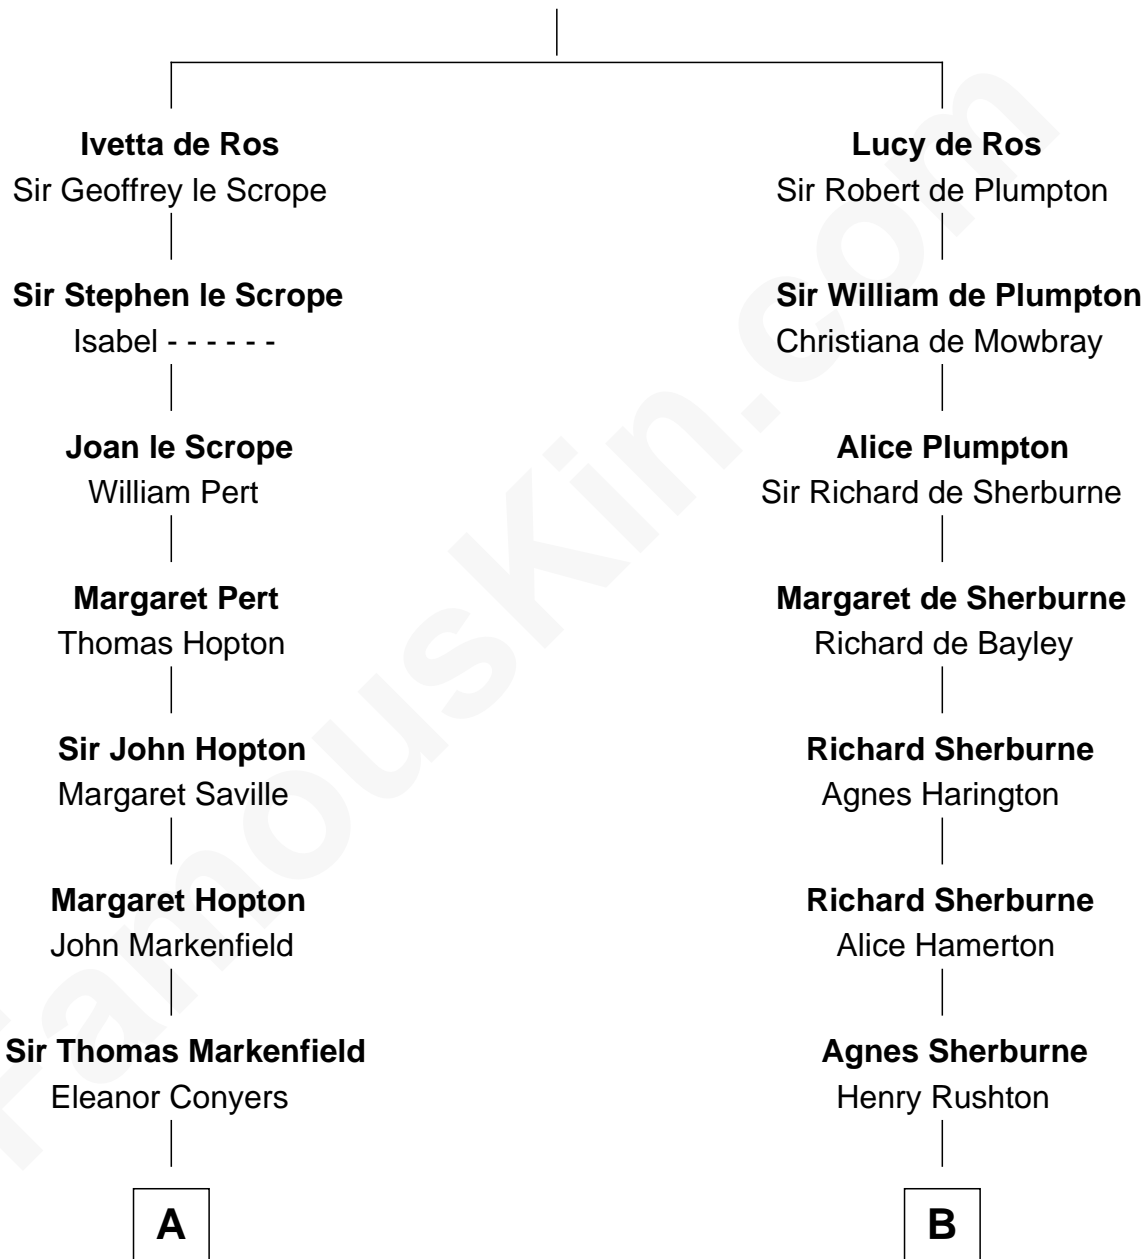 Ivetta de Ros
Sir Geoffrey le Scrope
Sir Stephen le Scrope
Isabel - - - - - -
Joan le Scrope
William Pert
Margaret Pert
Thomas Hopton
Sir John Hopton
Margaret Saville
Margaret Hopton
John Markenfield
Sir Thomas Markenfield
Eleanor Conyers
A
Lucy de Ros
Sir Robert de Plumpton
Sir William de Plumpton
Christiana de Mowbray
Alice Plumpton
Sir Richard de Sherburne
Margaret de Sherburne
Richard de Bayley
Richard Sherburne
Agnes Harington
Richard Sherburne
Alice Hamerton
Agnes Sherburne
Henry Rushton
B
FamousKin.com